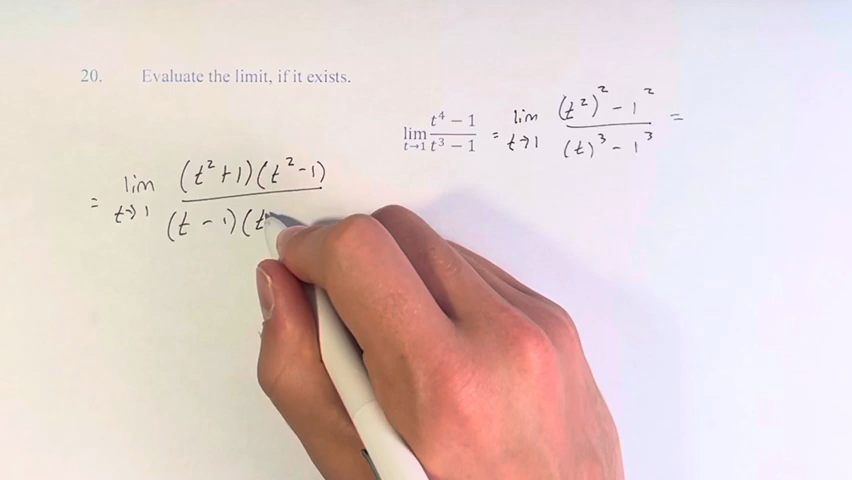 20. Evaluate the limit, if it exists.
lim t→1 (t⁴ − 1)/(t³ − 1) = lim t→1 ((t²)² − 1²)/((t)³ − 1³) =
= lim t→1 ((t² + 1)(t² − 1))/((t − 1)(t